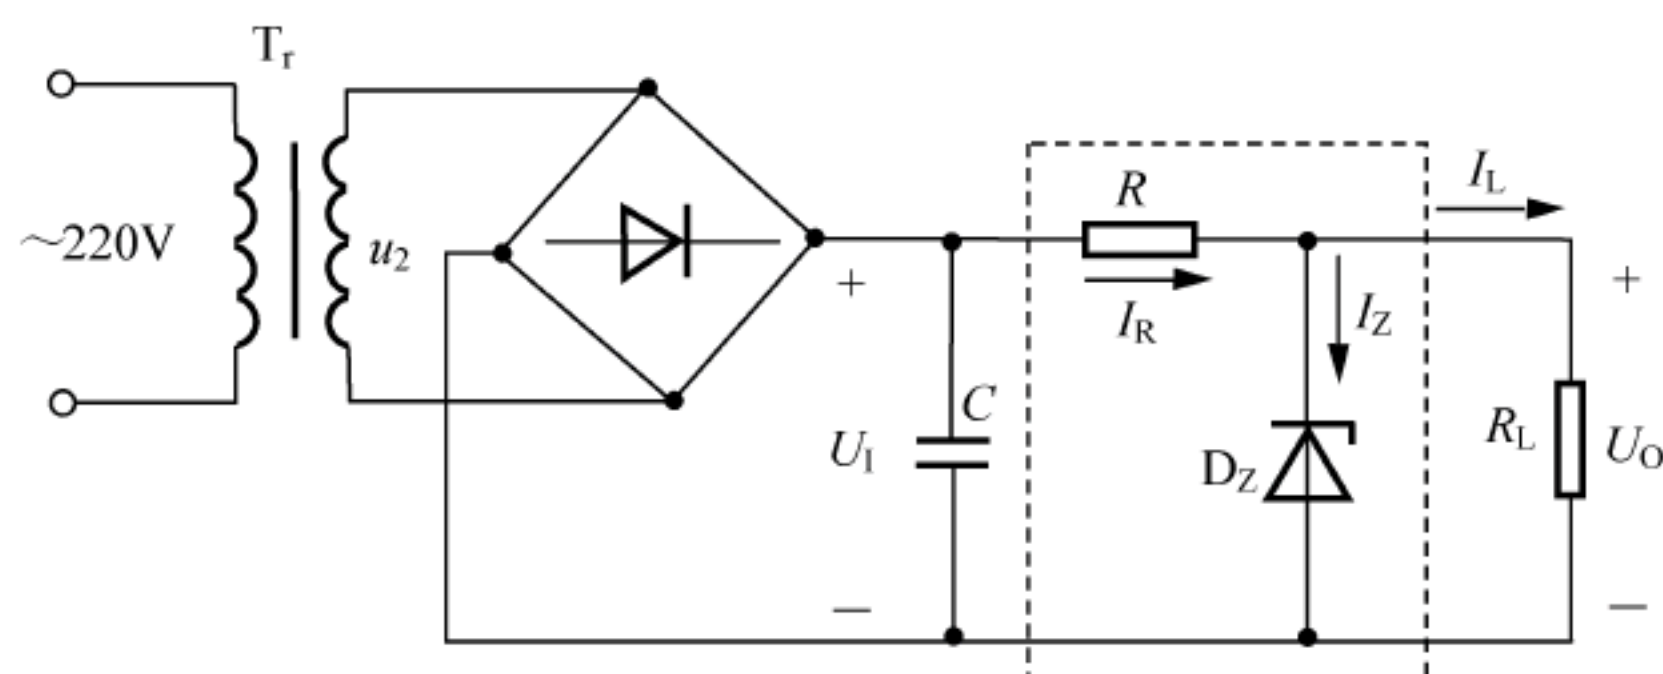 Tr
~220V
u2
+
UI
C
−
R
IR
IZ
DZ
IL
+
RL
UO
−